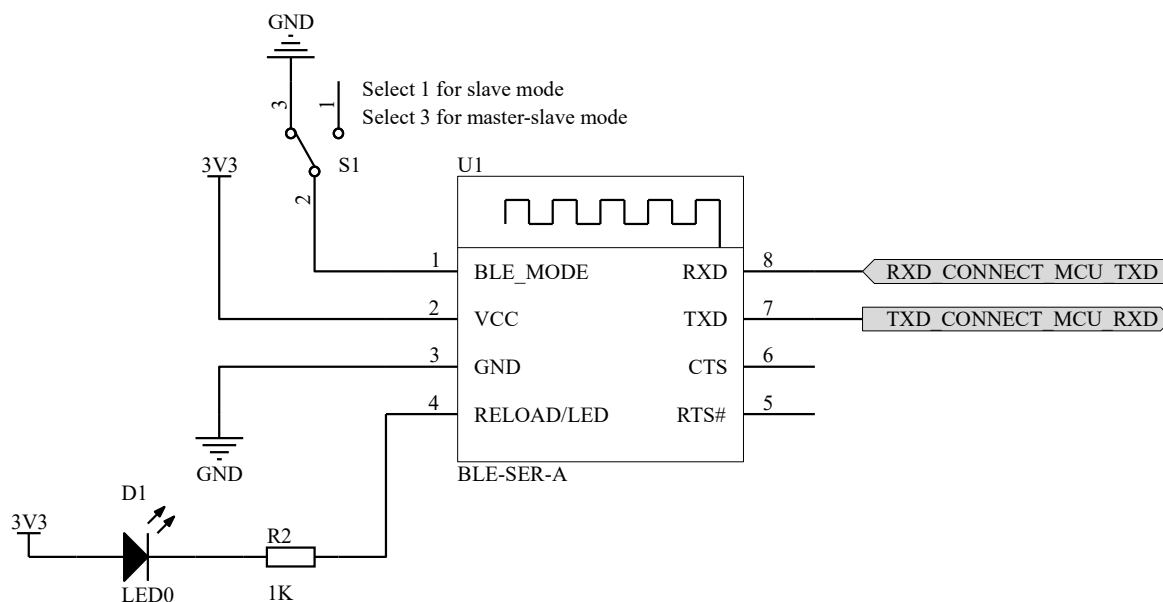 GND
3
1
Select 1 for slave mode
Select 3 for master-slave mode
3V3
S1
2
U1
1
BLE_MODE
RXD
8
RXD_CONNECT_MCU_TXD
2
VCC
TXD
7
TXD_CONNECT_MCU_RXD
3
GND
CTS
6
4
RELOAD/LED
RTS#
5
GND
BLE-SER-A
D1
3V3
R2
LED0
1K